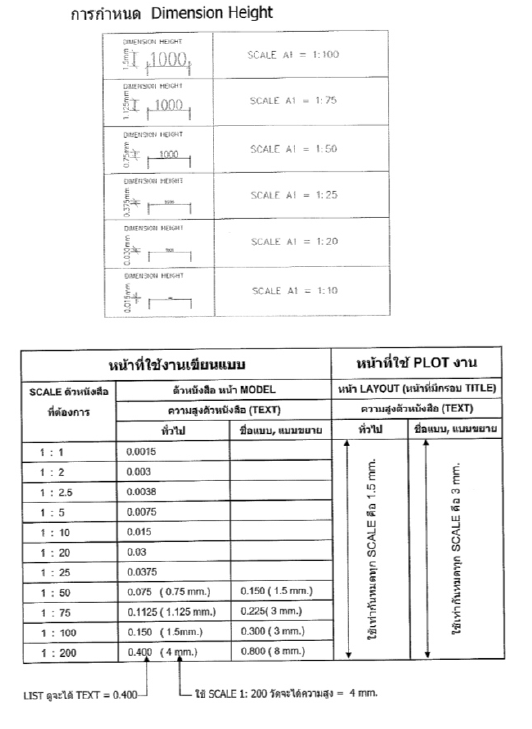 การกำหนด Dimension Height
DIMENSION HEIGHT
1.5mm
1000
SCALE A1 = 1:100
DIMENSION HEIGHT
1.125mm
1000
SCALE A1 = 1:75
DIMENSION HEIGHT
0.75mm
1000
SCALE A1 = 1:50
DIMENSION HEIGHT
0.375mm
SCALE A1 = 1:25
DIMENSION HEIGHT
0.030mm
SCALE A1 = 1:20
DIMENSION HEIGHT
0.015mm
SCALE A1 = 1:10
หน้าที่ใช้งานเขียนแบบ หน้าที่ใช้ PLOT งาน
SCALE ตัวหนังสือ ตัวหนังสือ หน้า MODEL หน้า LAYOUT (หน้าที่มีกรอบ TITLE)
ที่ต้องการ ความสูงตัวหนังสือ (TEXT) ความสูงตัวหนังสือ (TEXT)
ทั่วไป ชื่อแบบ, แบบขยาย ทั่วไป ชื่อแบบ, แบบขยาย
1 : 1 0.0015
1 : 2 0.003
1 : 2.5 0.0038
1 : 5 0.0075
1 : 10 0.015
1 : 20 0.03
1 : 25 0.0375
1 : 50 0.075 ( 0.75 mm.) 0.150 ( 1.5 mm.)
1 : 75 0.1125 ( 1.125 mm.) 0.225( 3 mm.)
1 : 100 0.150 ( 1.5mm.) 0.300 ( 3 mm.)
1 : 200 0.400 ( 4 mm.) 0.800 ( 8 mm.)
ใช้เท่ากันหมดทุก SCALE คือ 1.5 mm.
ใช้เท่ากันหมดทุก SCALE คือ 3 mm.
LIST ดูจะได้ TEXT = 0.400
ใช้ SCALE 1: 200 วัดจะได้ความสูง = 4 mm.